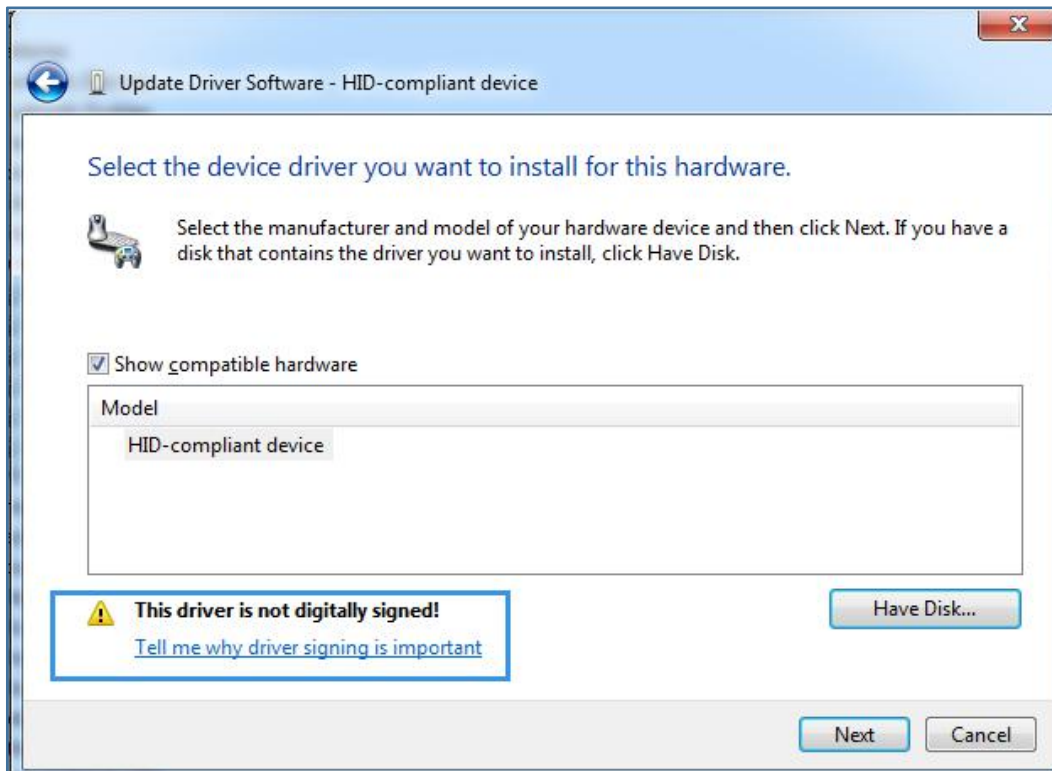 Update Driver Software - HID-compliant device
Select the device driver you want to install for this hardware.
Select the manufacturer and model of your hardware device and then click Next. If you have a
disk that contains the driver you want to install, click Have Disk.
Show compatible hardware
Model
HID-compliant device
This driver is not digitally signed!
Have Disk...
Tell me why driver signing is important
Next
Cancel